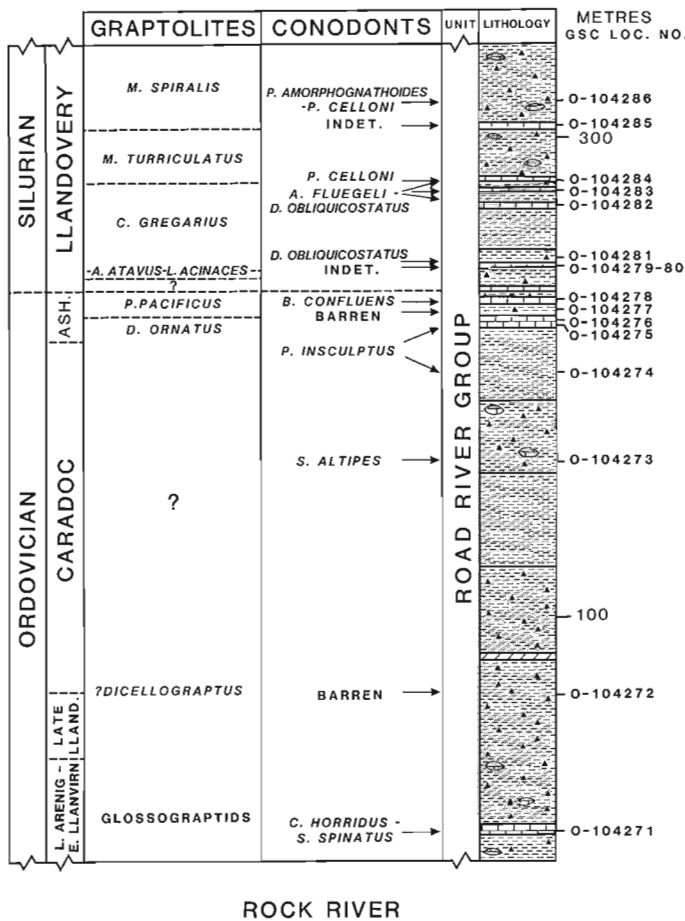 GRAPTOLITES
CONODONTS
UNIT
LITHOLOGY
METRES
GSC LOC. NO.
SILURIAN
LLANDOVERY
ORDOVICIAN
ASH.
CARADOC
LATE
LLAND.
L. ARENIG -
E. LLANVIRN
M. SPIRALIS
M. TURRICULATUS
C. GREGARIUS
-A. ATAVUS-L. ACINACES-
?
P. PACIFICUS
D. ORNATUS
?
?DICELLOGRAPTUS
GLOSSOGRAPTIDS
P. AMORPHOGNATHOIDES
-P. CELLONI
INDET.
P. CELLONI
A. FLUEGELI -
D. OBLIQUICOSTATUS
D. OBLIQUICOSTATUS
INDET.
B. CONFLUENS
BARREN
P. INSCULPTUS
S. ALTIPES
BARREN
C. HORRIDUS -
S. SPINATUS
ROAD RIVER GROUP
O-104286
O-104285
300
O-104284
O-104283
O-104282
O-104281
O-104279-80
O-104278
O-104277
O-104276
O-104275
O-104274
O-104273
100
O-104272
O-104271
ROCK RIVER